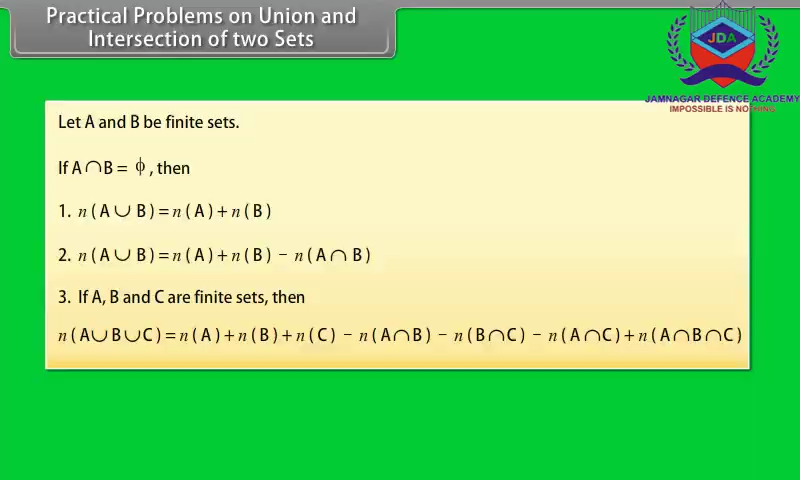 Practical Problems on Union and
Intersection of two Sets
JDA
JAMNAGAR DEFENCE ACADEMY
IMPOSSIBLE IS NOTHING
Let A and B be finite sets.
If A ∩ B = ϕ , then
1. n ( A ∪ B ) = n ( A ) + n ( B )
2. n ( A ∪ B ) = n ( A ) + n ( B ) − n ( A ∩ B )
3. If A, B and C are finite sets, then
n ( A ∪ B ∪ C ) = n ( A ) + n ( B ) + n ( C ) − n ( A ∩ B ) − n ( B ∩ C ) − n ( A ∩ C ) + n ( A ∩ B ∩ C )